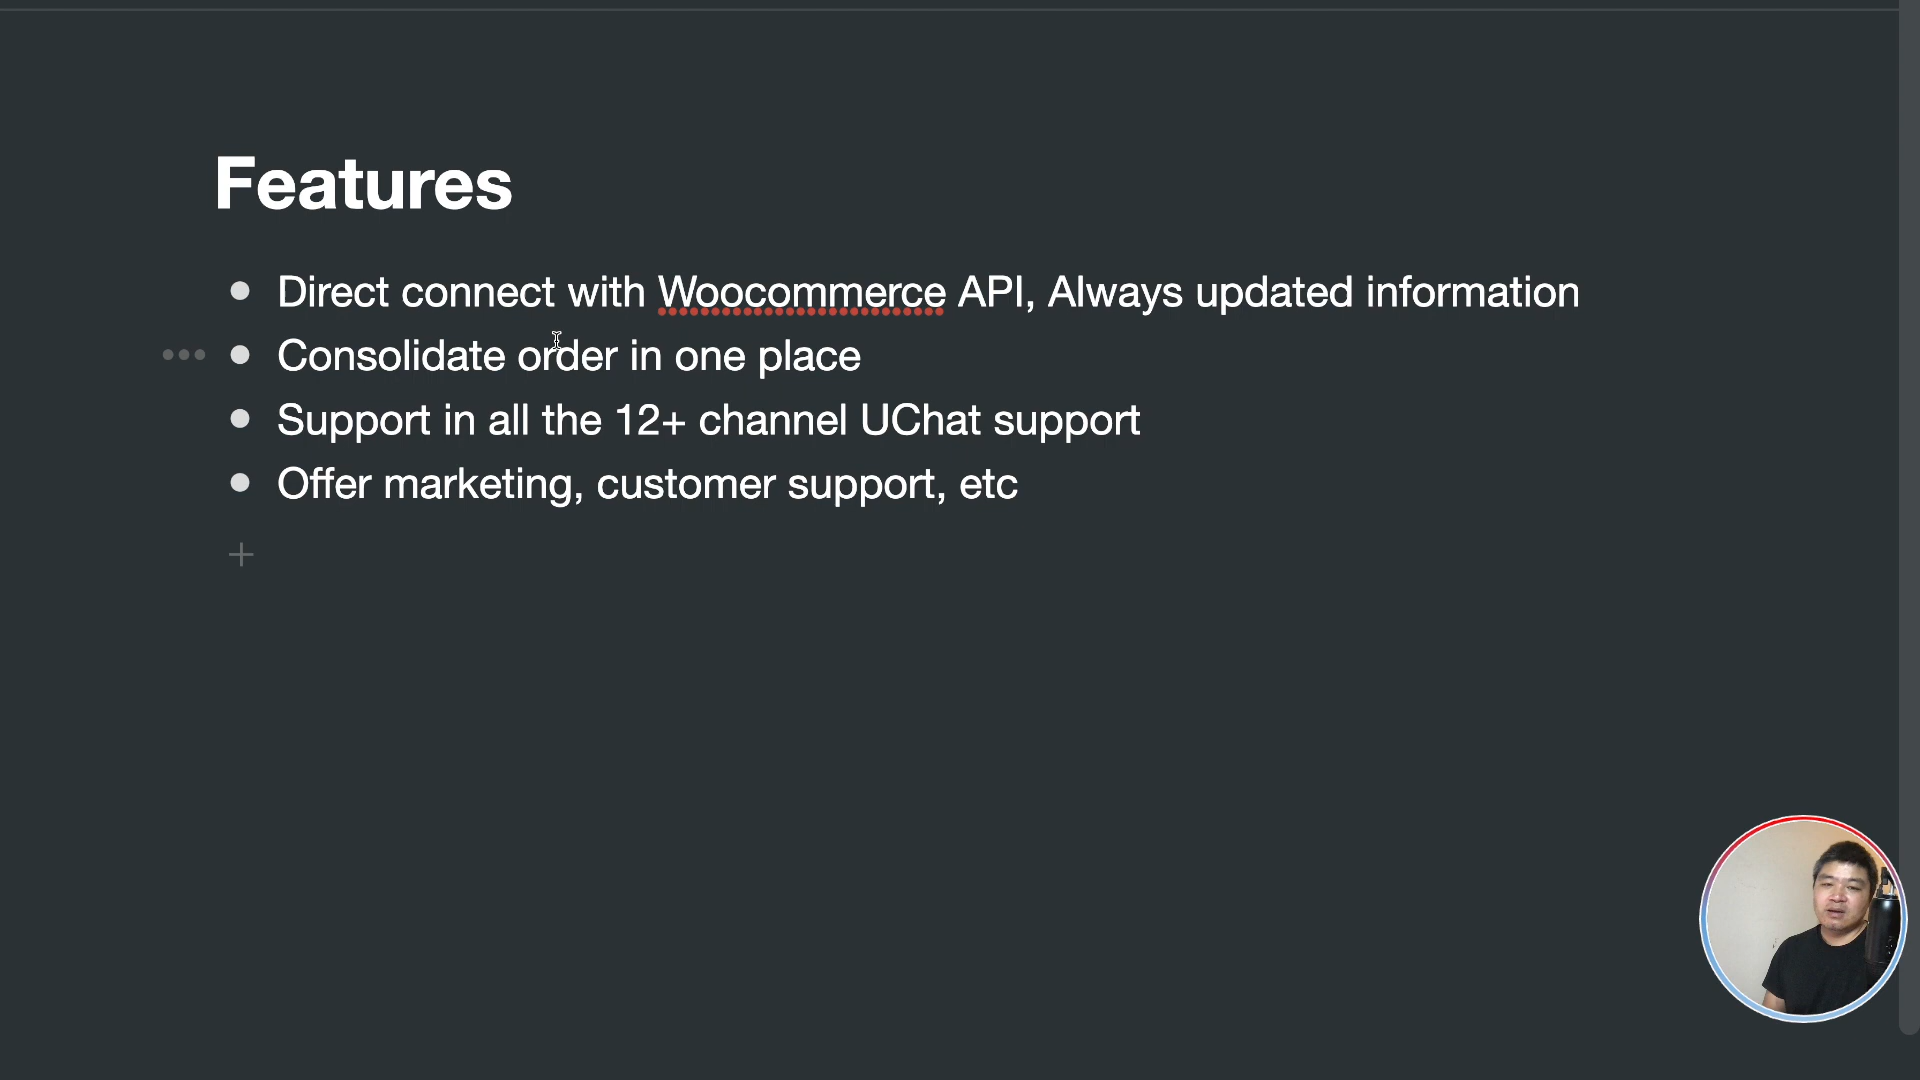 Features
Direct connect with Woocommerce API, Always updated information
Consolidate order in one place
Support in all the 12+ channel UChat support
Offer marketing, customer support, etc